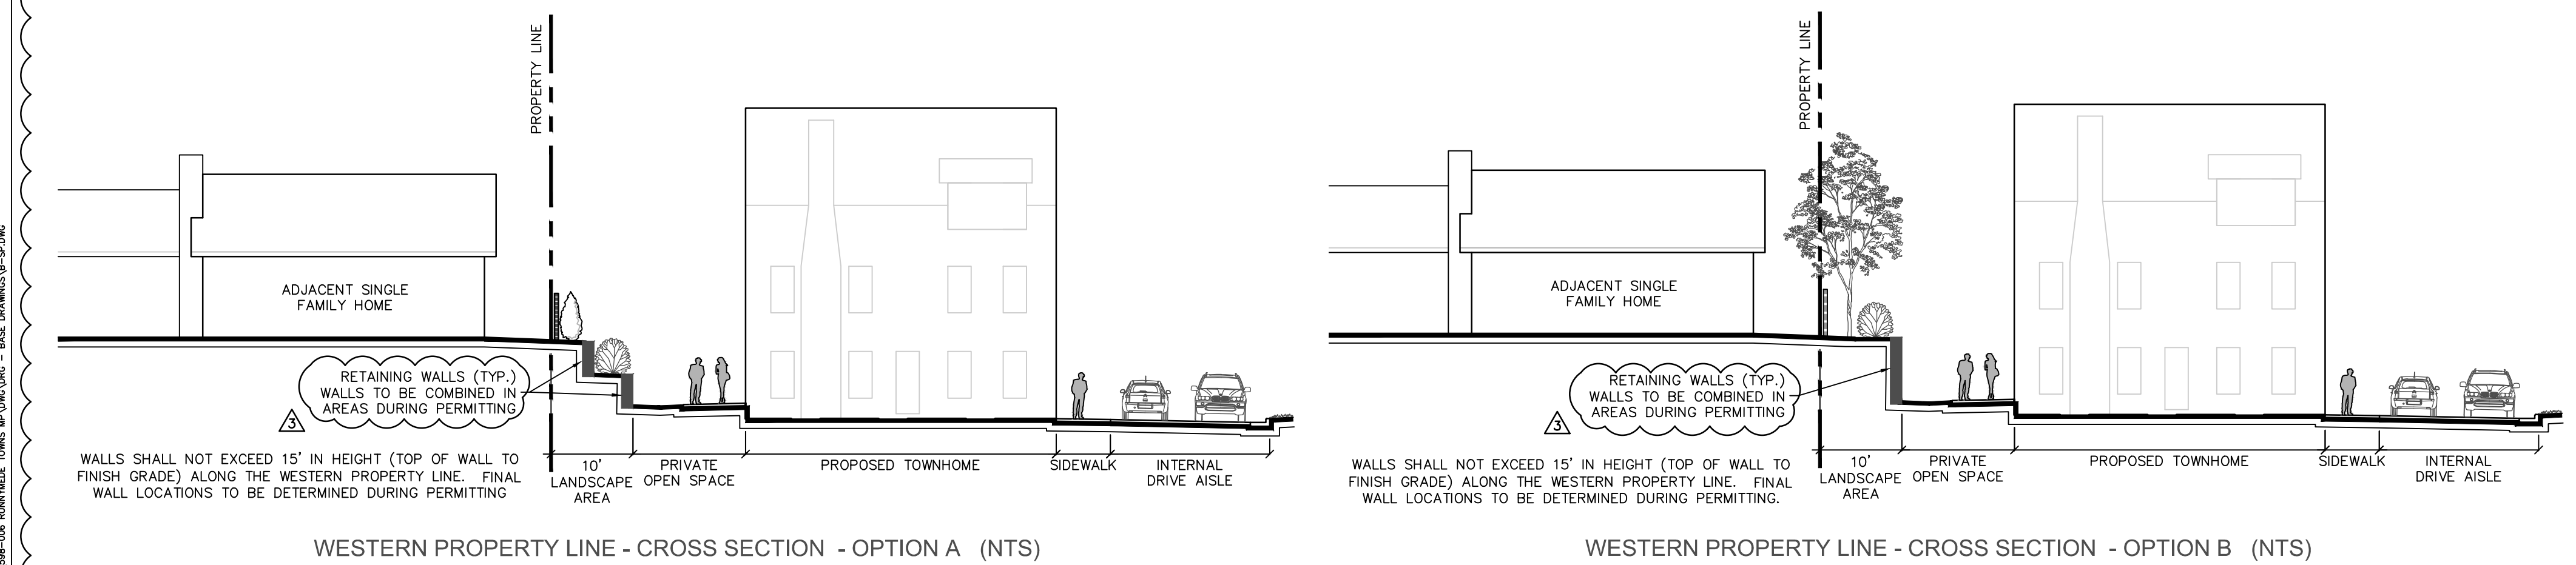 PROPERTY LINE
ADJACENT SINGLE
FAMILY HOME
RETAINING WALLS (TYP.)
WALLS TO BE COMBINED IN
AREAS DURING PERMITTING
3
WALLS SHALL NOT EXCEED 15' IN HEIGHT (TOP OF WALL TO
FINISH GRADE) ALONG THE WESTERN PROPERTY LINE. FINAL
WALL LOCATIONS TO BE DETERMINED DURING PERMITTING
10'
LANDSCAPE
AREA
PRIVATE
OPEN SPACE
PROPOSED TOWNHOME
SIDEWALK
INTERNAL
DRIVE AISLE
WESTERN PROPERTY LINE - CROSS SECTION - OPTION A (NTS)
PROPERTY LINE
ADJACENT SINGLE
FAMILY HOME
RETAINING WALLS (TYP.)
WALLS TO BE COMBINED IN
AREAS DURING PERMITTING
3
WALLS SHALL NOT EXCEED 15' IN HEIGHT (TOP OF WALL TO
FINISH GRADE) ALONG THE WESTERN PROPERTY LINE. FINAL
WALL LOCATIONS TO BE DETERMINED DURING PERMITTING.
10'
LANDSCAPE
AREA
PRIVATE
OPEN SPACE
PROPOSED TOWNHOME
SIDEWALK
INTERNAL
DRIVE AISLE
WESTERN PROPERTY LINE - CROSS SECTION - OPTION B (NTS)